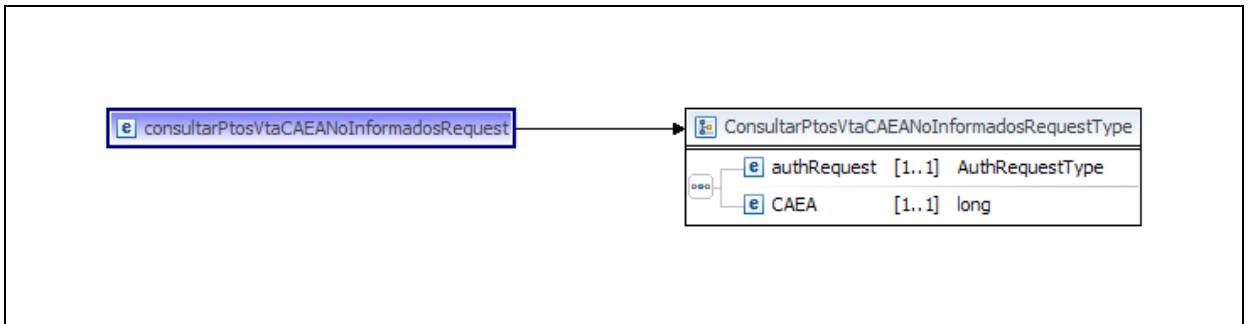 e consultarPtosVtaCAEANoInformadosRequest
ConsultarPtosVtaCAEANoInformadosRequestType
e authRequest [1..1] AuthRequestType
e CAEA [1..1] long